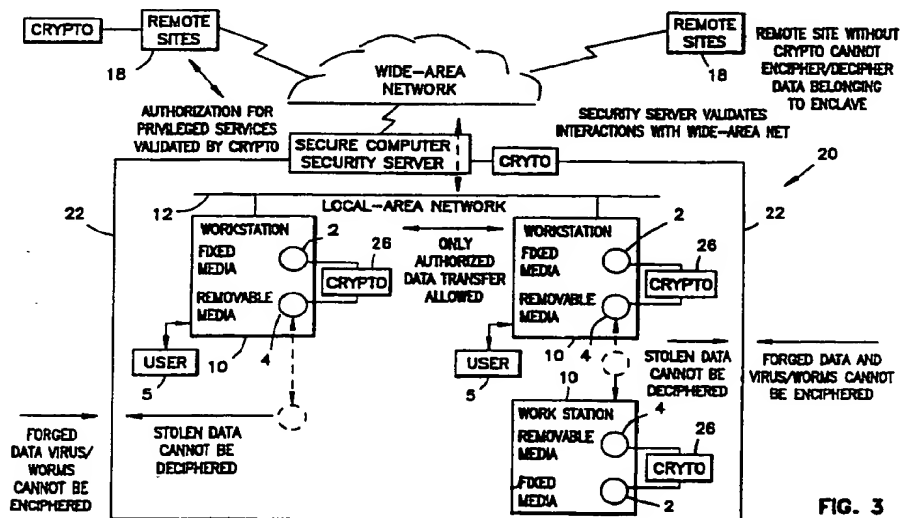 CRYPTO
REMOTE
SITES
18
WIDE-AREA
NETWORK
REMOTE
SITES
18
REMOTE SITE WITHOUT
CRYPTO CANNOT
ENCIPHER/DECIPHER
DATA BELONGING
TO ENCLAVE
AUTHORIZATION FOR
PRIVILEGED SERVICES
VALIDATED BY CRYPTO
SECURITY SERVER VALIDATES
INTERACTIONS WITH WIDE-AREA NET
SECURE COMPUTER
SECURITY SERVER
CRYTO
20
22
12
LOCAL-AREA NETWORK
22
WORKSTATION
FIXED
MEDIA
2
REMOVABLE
MEDIA
4
26
CRYPTO
10
USER
5
ONLY
AUTHORIZED
DATA TRANSFER
ALLOWED
WORKSTATION
FIXED
MEDIA
2
REMOVABLE
MEDIA
4
26
CRYPTO
10
USER
5
STOLEN DATA
CANNOT BE
DECIPHERED
FORGED DATA AND
VIRUS/WORMS CANNOT
BE ENCIPHERED
FORGED
DATA VIRUS/
WORMS
CANNOT BE
ENCIPHERED
STOLEN DATA
CANNOT BE
DECIPHERED
10
WORK STATION
REMOVABLE
MEDIA
4
FIXED
MEDIA
2
26
CRYTO
FIG. 3